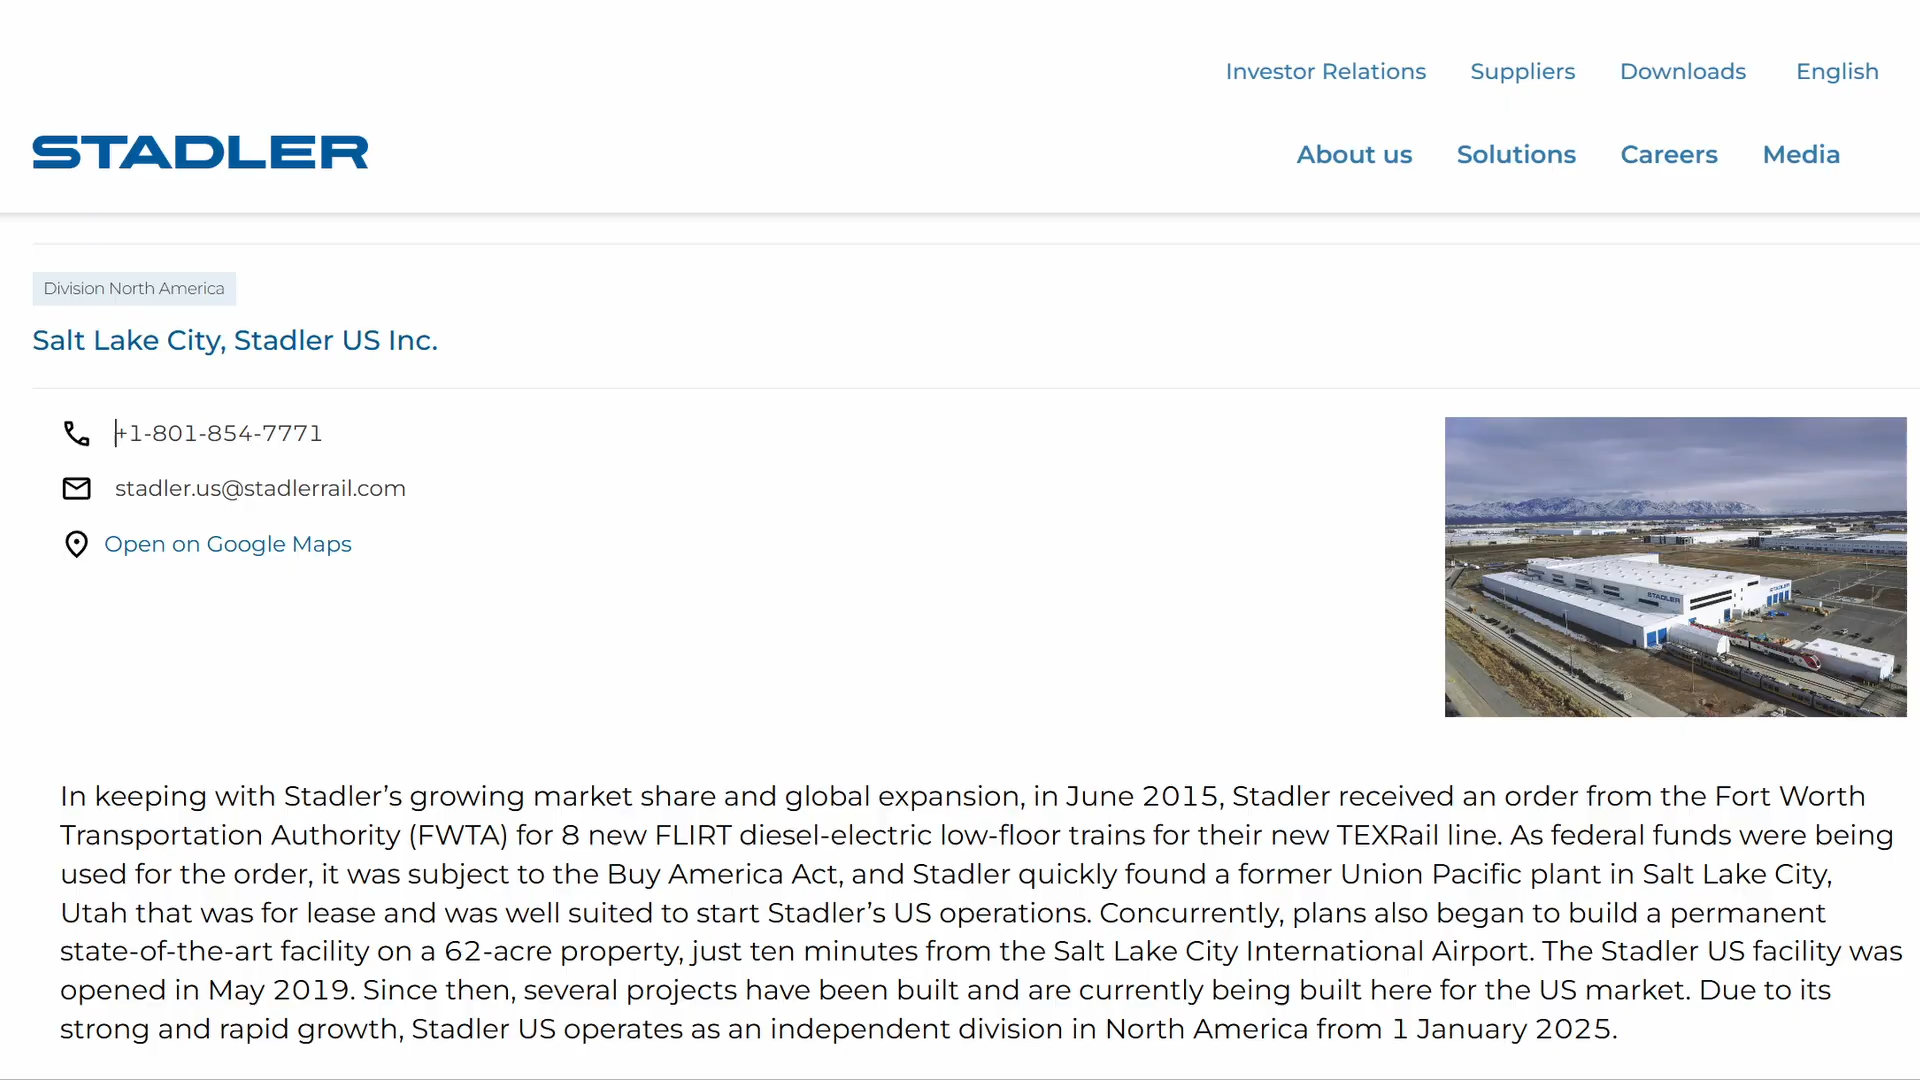 Investor Relations Suppliers Downloads English
STADLER
About us Solutions Careers Media
Division North America
Salt Lake City, Stadler US Inc.
+1-801-854-7771
stadler.us@stadlerrail.com
Open on Google Maps
STADLER
STADLER
In keeping with Stadler’s growing market share and global expansion, in June 2015, Stadler received an order from the Fort Worth
Transportation Authority (FWTA) for 8 new FLIRT diesel-electric low-floor trains for their new TEXRail line. As federal funds were being
used for the order, it was subject to the Buy America Act, and Stadler quickly found a former Union Pacific plant in Salt Lake City,
Utah that was for lease and was well suited to start Stadler’s US operations. Concurrently, plans also began to build a permanent
state-of-the-art facility on a 62-acre property, just ten minutes from the Salt Lake City International Airport. The Stadler US facility was
opened in May 2019. Since then, several projects have been built and are currently being built here for the US market. Due to its
strong and rapid growth, Stadler US operates as an independent division in North America from 1 January 2025.